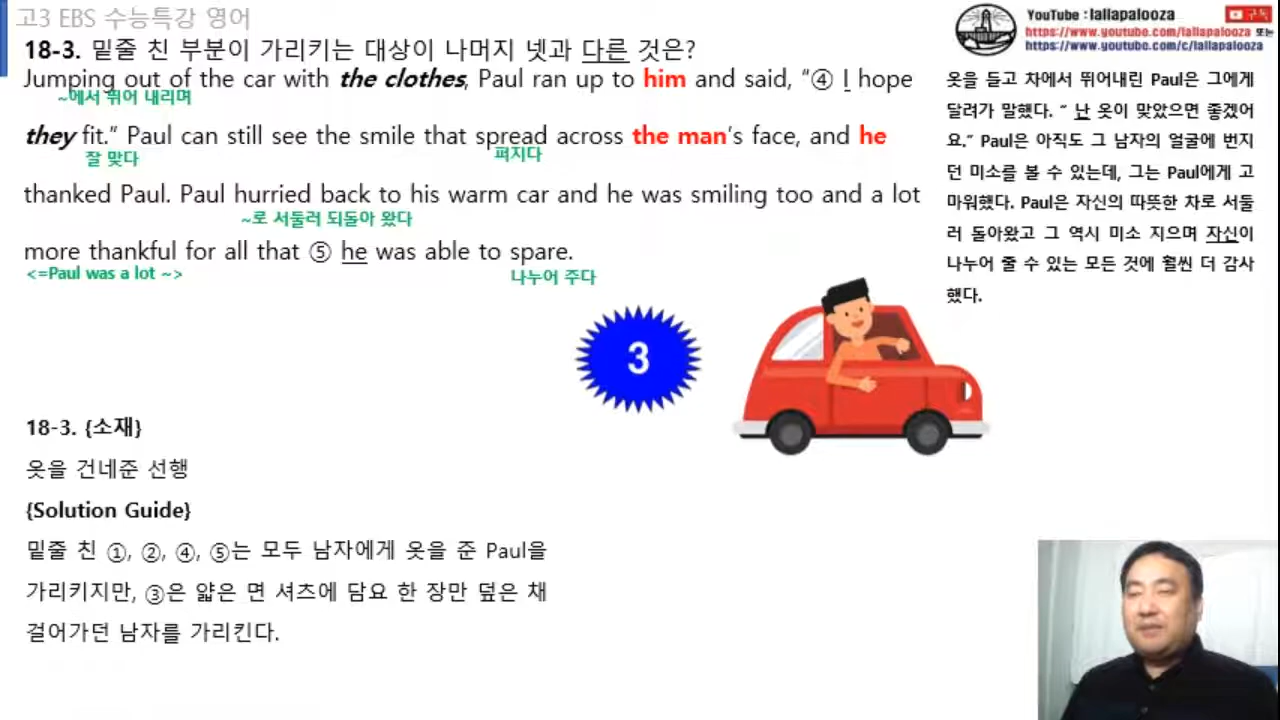 고3 EBS 수능특강 영어
18-3. 밑줄 친 부분이 가리키는 대상이 나머지 넷과 다른 것은?
Jumping out of the car with the clothes, Paul ran up to him and said, “④ I hope
~에서 뛰어 내리며
they fit.” Paul can still see the smile that spread across the man’s face, and he
잘 맞다
퍼지다
thanked Paul. Paul hurried back to his warm car and he was smiling too and a lot
~로 서둘러 되돌아 왔다
more thankful for all that ⑤ he was able to spare.
<=Paul was a lot ~>
나누어 주다
YouTube : lallapalooza
구독
https://www.youtube.com/lallapalooza 또는
https://www.youtube.com/c/lallapalooza
옷을 들고 차에서 뛰어내린 Paul은 그에게
달려가 말했다. “ 난 옷이 맞았으면 좋겠어
요.” Paul은 아직도 그 남자의 얼굴에 번지
던 미소를 볼 수 있는데, 그는 Paul에게 고
마워했다. Paul은 자신의 따뜻한 차로 서둘
러 돌아왔고 그 역시 미소 지으며 자신이
나누어 줄 수 있는 모든 것에 훨씬 더 감사
했다.
3
18-3. {소재}
옷을 건네준 선행
{Solution Guide}
밑줄 친 ①, ②, ④, ⑤는 모두 남자에게 옷을 준 Paul을
가리키지만, ③은 얇은 면 셔츠에 담요 한 장만 덮은 채
걸어가던 남자를 가리킨다.